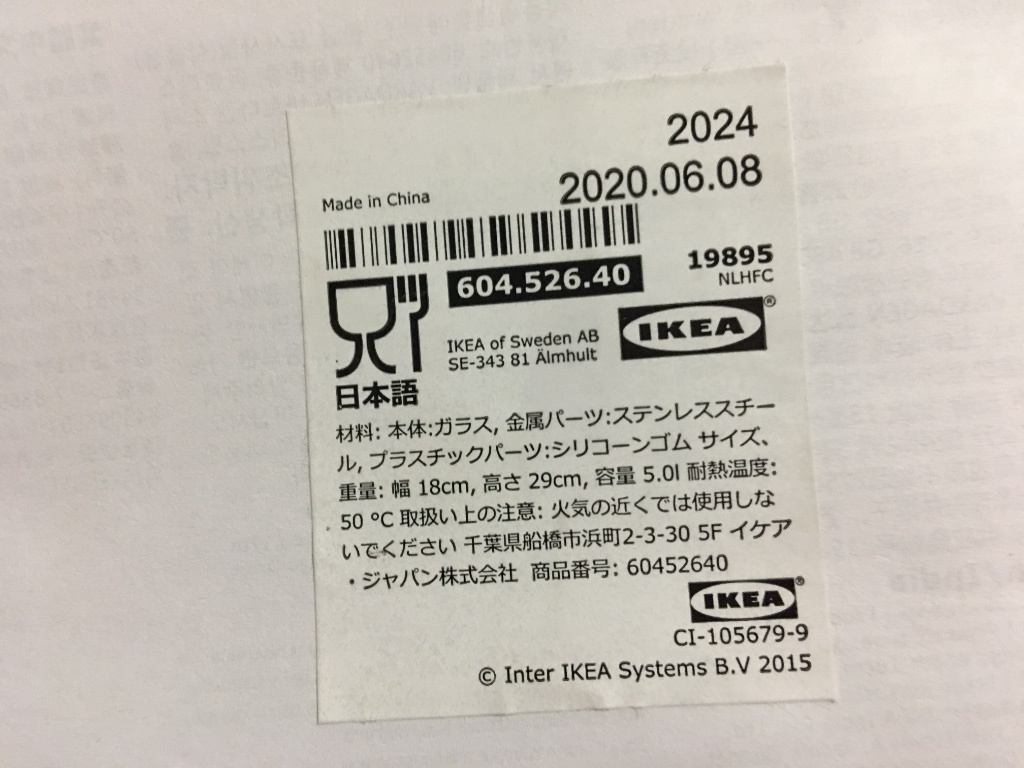 2024
2020.06.08
Made in China
604.526.40
19895
NLHFC
IKEA of Sweden AB
SE-343 81 Älmhult
IKEA®
日本語
材料: 本体:ガラス, 金属パーツ:ステンレススチー
ル, プラスチックパーツ:シリコーンゴム サイズ、
重量: 幅 18cm, 高さ 29cm, 容量 5.0l 耐熱温度:
50 °C 取扱い上の注意: 火気の近くでは使用しな
いでください 千葉県船橋市浜町2-3-30 5F イケア
・ジャパン株式会社 商品番号: 60452640
IKEA®
CI-105679-9
© Inter IKEA Systems B.V 2015